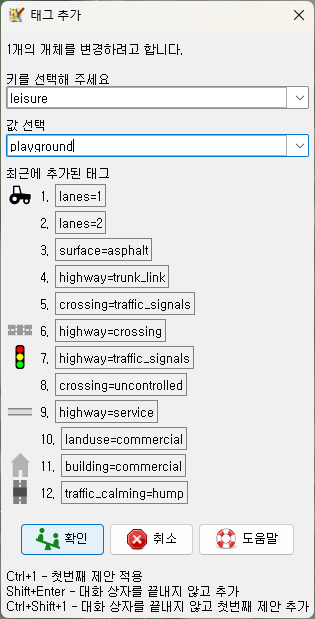 태그 추가
1개의 개체를 변경하려고 합니다.
키를 선택해 주세요
leisure
값 선택
playground
최근에 추가된 태그
1. lanes=1
2. lanes=2
3. surface=asphalt
4. highway=trunk_link
5. crossing=traffic_signals
6. highway=crossing
7. highway=traffic_signals
8. crossing=uncontrolled
9. highway=service
10. landuse=commercial
11. building=commercial
12. traffic_calming=hump
확인 취소 도움말
Ctrl+1 - 첫번째 제안 적용
Shift+Enter - 대화 상자를 끝내지 않고 추가
Ctrl+Shift+1 - 대화 상자를 끝내지 않고 첫번째 제안 추가